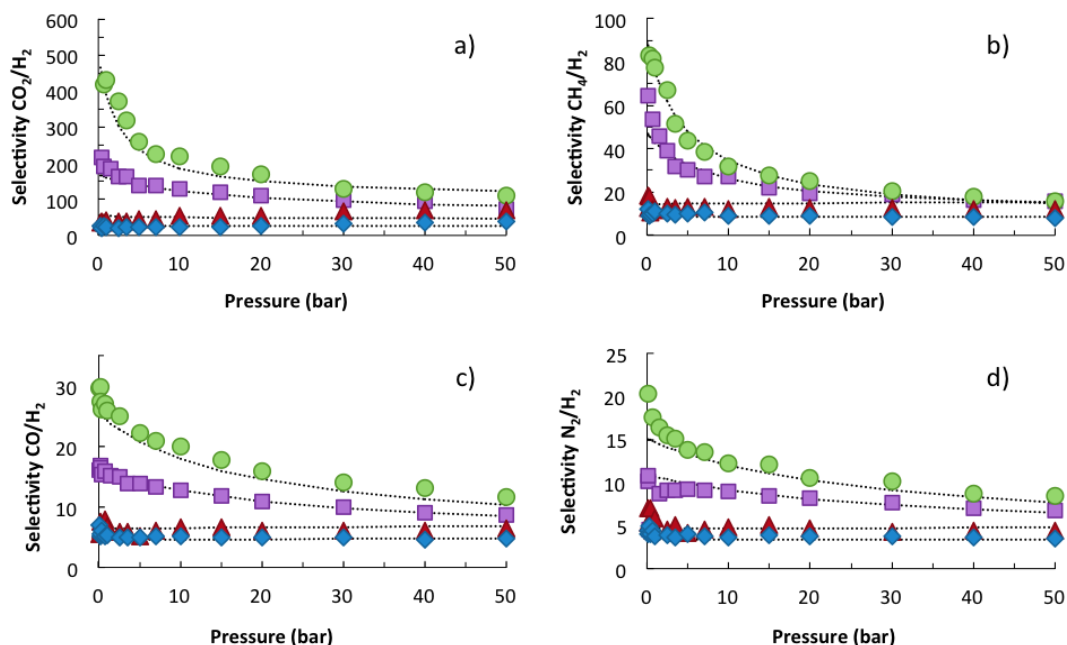 600
500
400
300
200
100
0
Selectivity CO2/H2
a)
0 10 20 30 40 50
Pressure (bar)
100
80
60
40
20
0
Selectivity CH4/H2
b)
0 10 20 30 40 50
Pressure (bar)
30
20
10
0
Selectivity CO/H2
c)
0 10 20 30 40 50
Pressure (bar)
25
20
15
10
5
0
Selectivity N2/H2
d)
0 10 20 30 40 50
Pressure (bar)